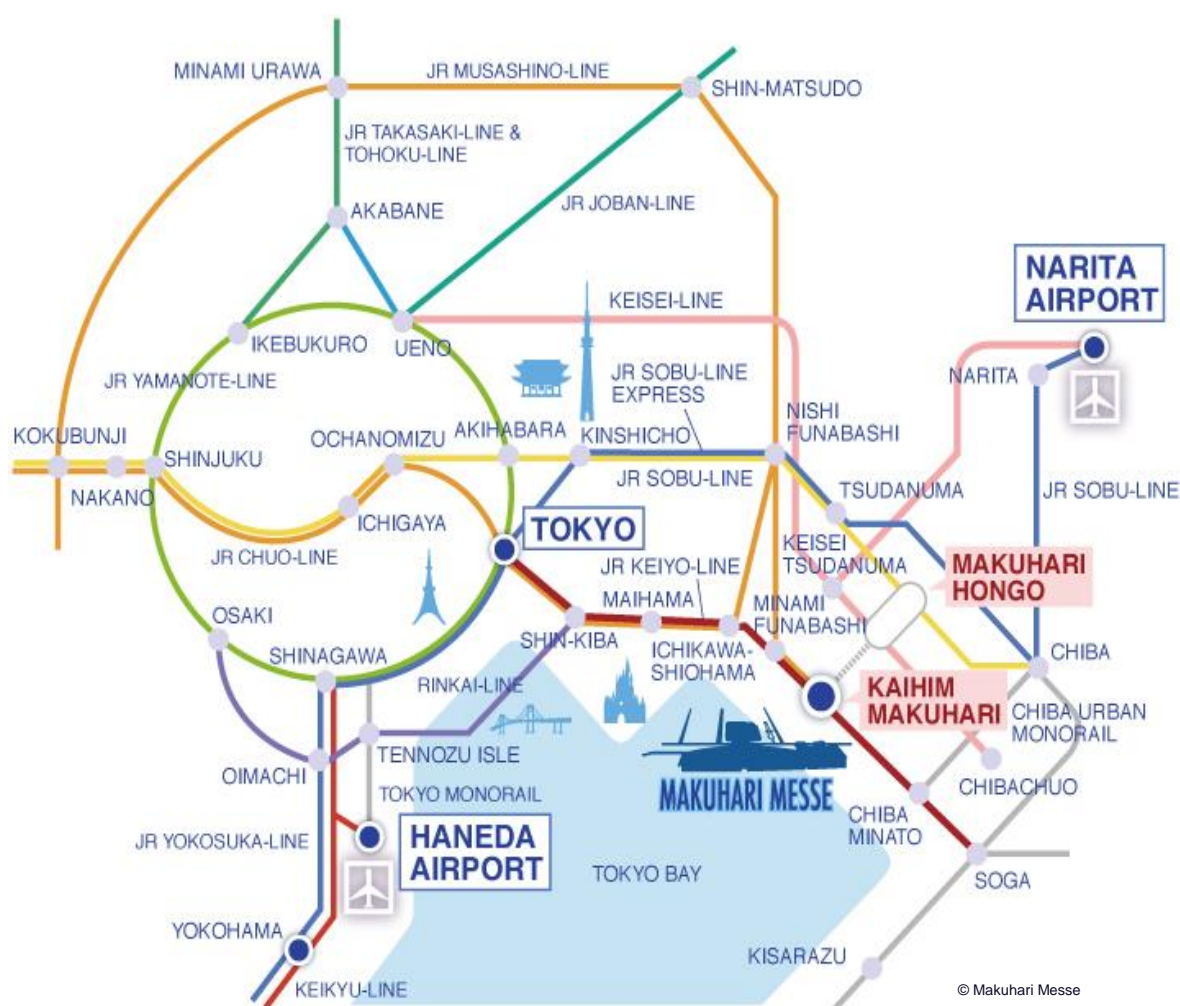 MINAMI URAWA
JR MUSASHINO-LINE
SHIN-MATSUDO
JR TAKASAKI-LINE &
TOHOKU-LINE
AKABANE
JR JOBAN-LINE
NARITA
AIRPORT
KEISEI-LINE
IKEBUKURO
UENO
JR YAMANOTE-LINE
JR SOBU-LINE
EXPRESS
NARITA
KOKUBUNJI
SHINJUKU
NAKANO
OCHANOMIZU
AKIHABARA
KINSHICHO
NISHI
FUNABASHI
JR SOBU-LINE
TSUDANUMA
JR SOBU-LINE
ICHIGAYA
JR CHUO-LINE
TOKYO
KEISEI
TSUDANUMA
MAKUHARI
HONGO
JR KEIYO-LINE
MAIHAMA
MINAMI
FUNABASHI
OSAKI
SHIN-KIBA
ICHIKAWA-
SHIOHAMA
SHINAGAWA
CHIBA
RINKAI-LINE
KAIHIM
MAKUHARI
CHIBA URBAN
MONORAIL
TENNOZU ISLE
OIMACHI
TOKYO MONORAIL
MAKUHARI MESSE
CHIBACHUO
CHIBA
MINATO
JR YOKOSUKA-LINE
HANEDA
AIRPORT
TOKYO BAY
SOGA
YOKOHAMA
KISARAZU
KEIKYU-LINE
© Makuhari Messe